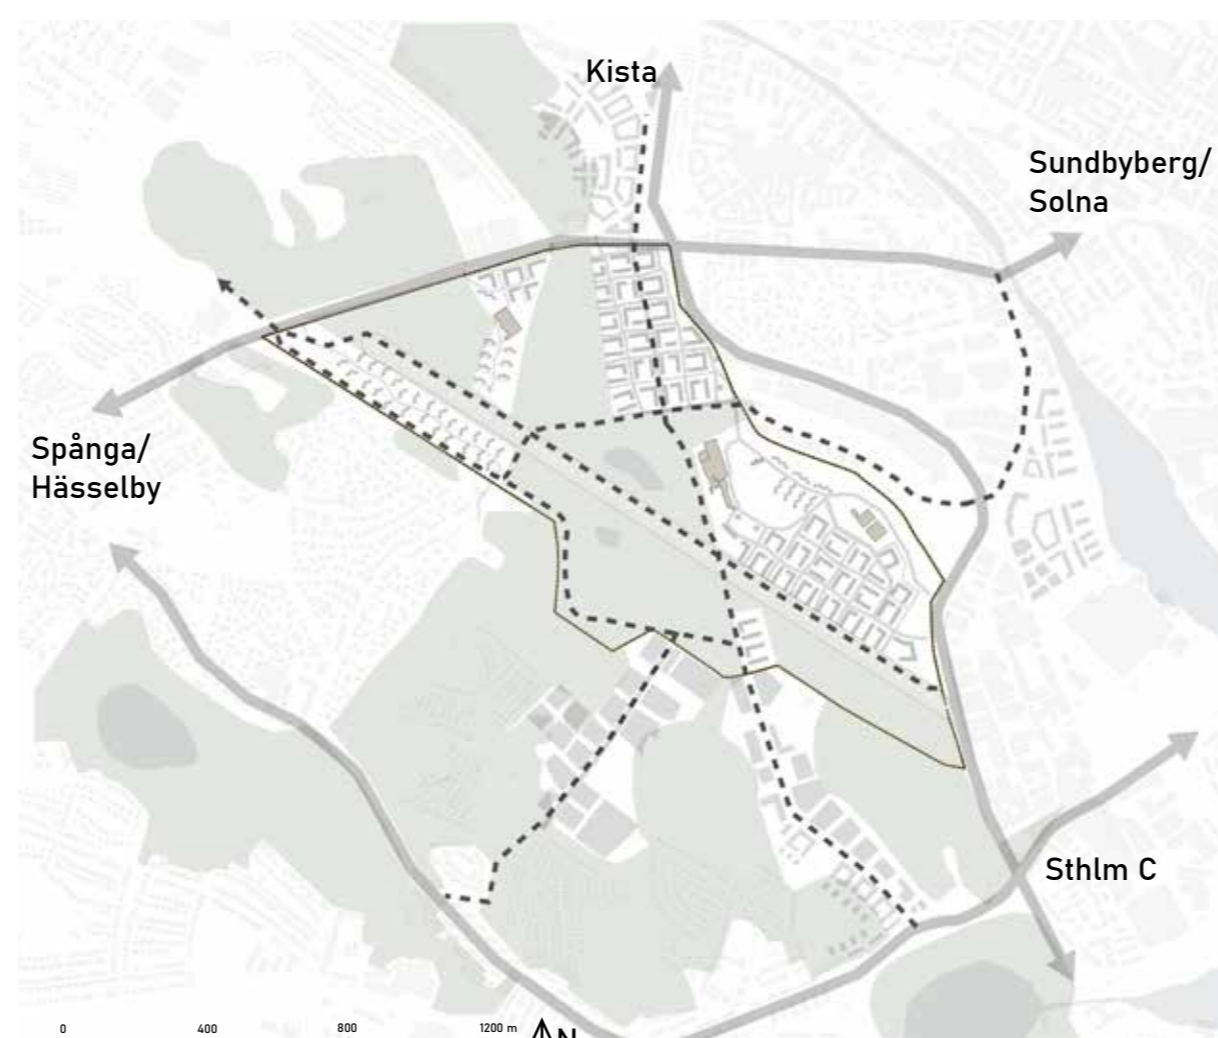 Kista
Sundbyberg/
Solna
Spånga/
Hässelby
Sthlm C
0 400 800 1200 m
N